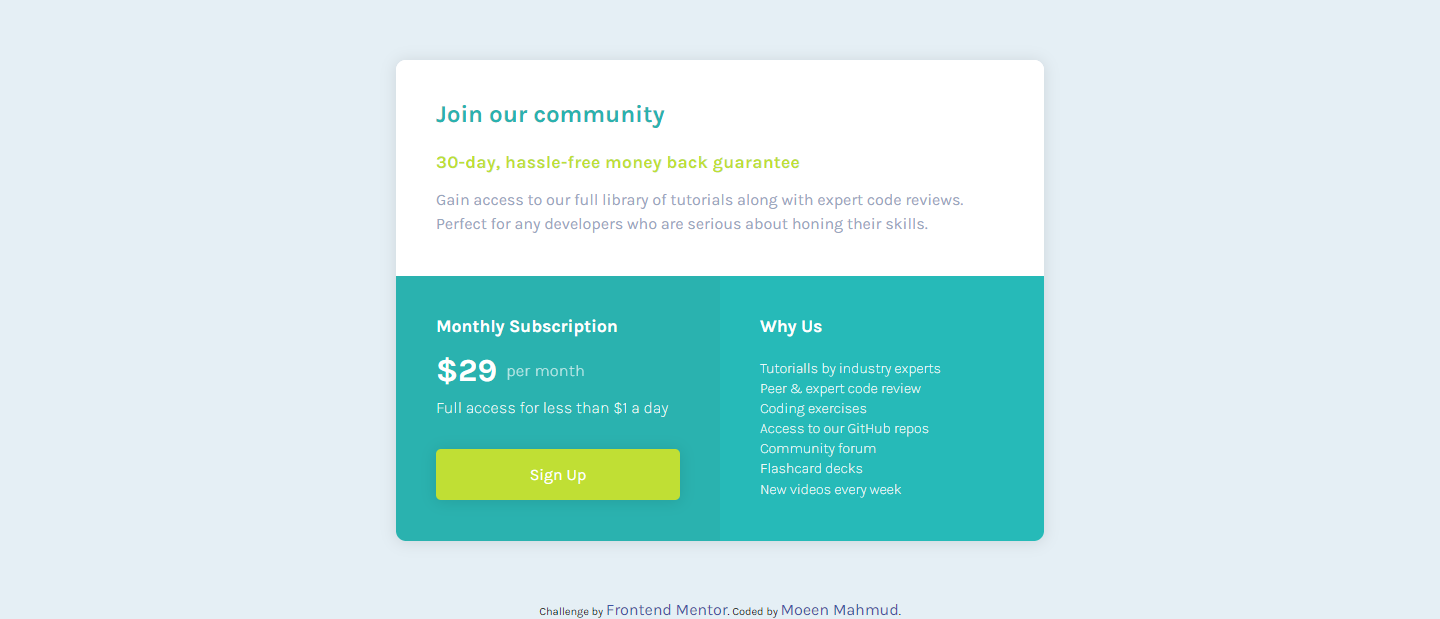 Join our community
30-day, hassle-free money back guarantee
Gain access to our full library of tutorials along with expert code reviews.
Perfect for any developers who are serious about honing their skills.
Monthly Subscription
$29 per month
Full access for less than $1 a day
Sign Up
Why Us
Tutorialls by industry experts
Peer & expert code review
Coding exercises
Access to our GitHub repos
Community forum
Flashcard decks
New videos every week
Challenge by Frontend Mentor. Coded by Moeen Mahmud.